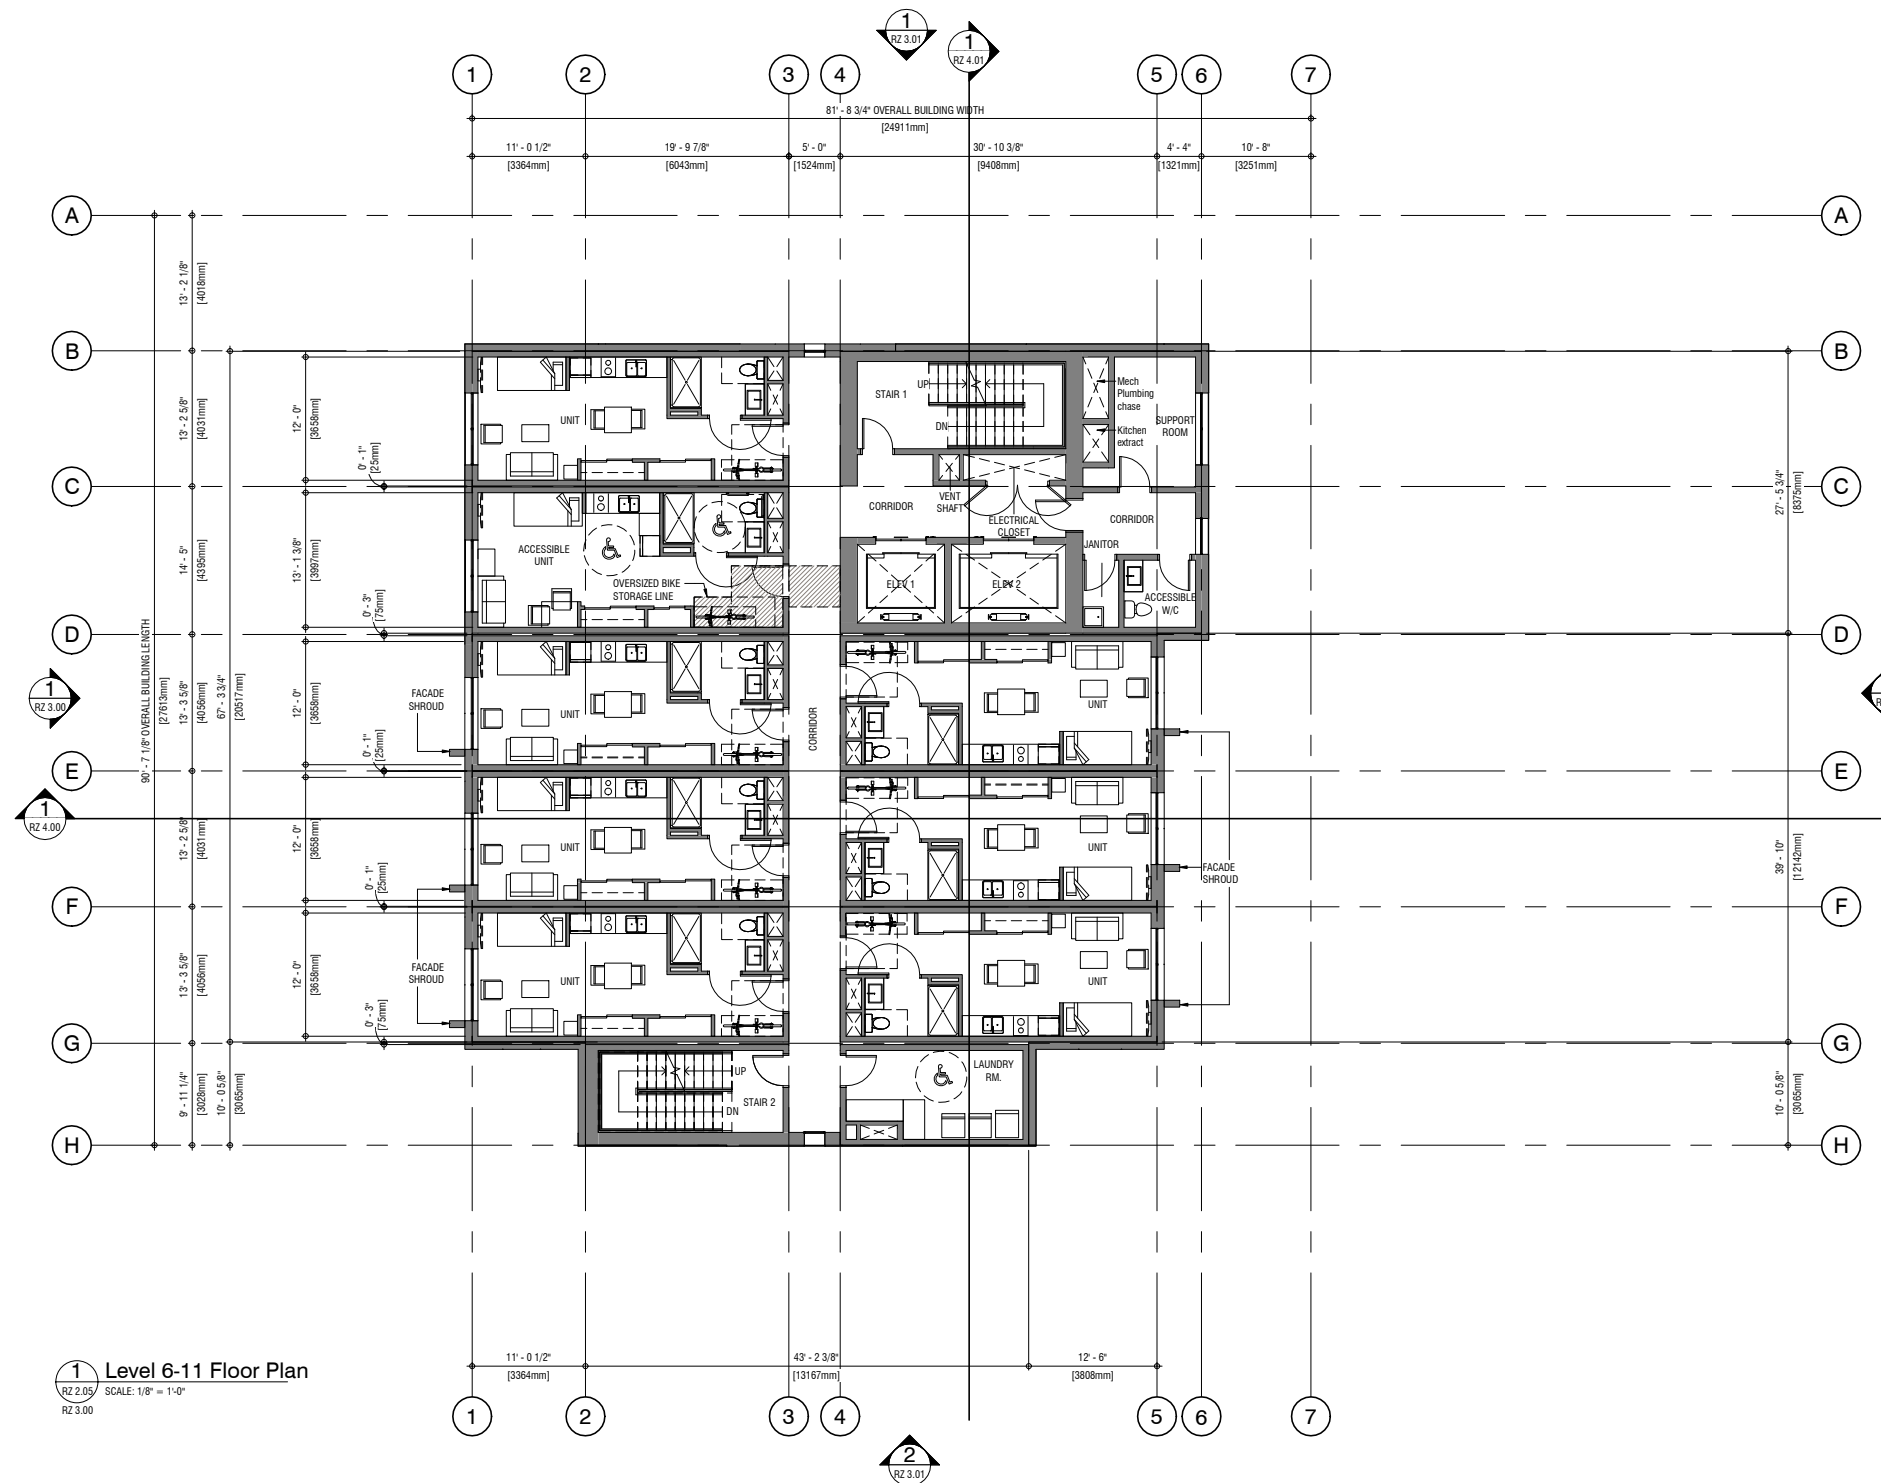 1
RZ 3.01
1
RZ 4.01
1
2
3
4
5
6
7
81' - 8 3/4" OVERALL BUILDING WIDTH
[24911mm]
11' - 0 1/2"
[3364mm]
19' - 9 7/8"
[6043mm]
5' - 0"
[1524mm]
30' - 10 3/8"
[9408mm]
4' - 4"
[1321mm]
10' - 8"
[3251mm]
A
A
B
B
C
C
D
D
E
E
F
F
G
G
H
H
90' - 7 1/8" OVERALL BUILDING LENGTH
[27613mm]
13' - 2 1/8"
[4018mm]
13' - 2 5/8"
[4031mm]
14' - 5"
[4395mm]
13' - 3 5/8"
[4056mm]
13' - 2 5/8"
[4031mm]
13' - 3 5/8"
[4056mm]
9' - 11 1/4"
[3028mm]
67' - 3 3/4"
[20517mm]
10' - 0 5/8"
[3065mm]
12' - 0"
[3658mm]
0' - 1"
[25mm]
13' - 1 3/8"
[3997mm]
0' - 3"
[75mm]
12' - 0"
[3658mm]
0' - 1"
[25mm]
12' - 0"
[3658mm]
0' - 1"
[25mm]
12' - 0"
[3658mm]
0' - 3"
[75mm]
27' - 5 3/4"
[8375mm]
39' - 10"
[12142mm]
10' - 0 5/8"
[3065mm]
UNIT
STAIR 1
UP
DN
Mech
Plumbing
chase
Kitchen
extract
SUPPORT
ROOM
CORRIDOR
VENT
SHAFT
ELECTRICAL
CLOSET
CORRIDOR
JANITOR
ACCESSIBLE
UNIT
OVERSIZED BIKE
STORAGE LINE
ELEV 1
ELEV 2
ACCESSIBLE
W/C
1
RZ 3.00
FACADE
SHROUD
UNIT
CORRIDOR
UNIT
1
RZ 4.00
UNIT
UNIT
FACADE
SHROUD
FACADE
SHROUD
UNIT
UNIT
UP
DN
STAIR 2
LAUNDRY
RM.
11' - 0 1/2"
[3364mm]
43' - 2 3/8"
[13167mm]
12' - 6"
[3808mm]
1
2
3
4
5
6
7
1
RZ 2.05
RZ 3.00
Level 6-11 Floor Plan
SCALE: 1/8" = 1'-0"
2
RZ 3.01